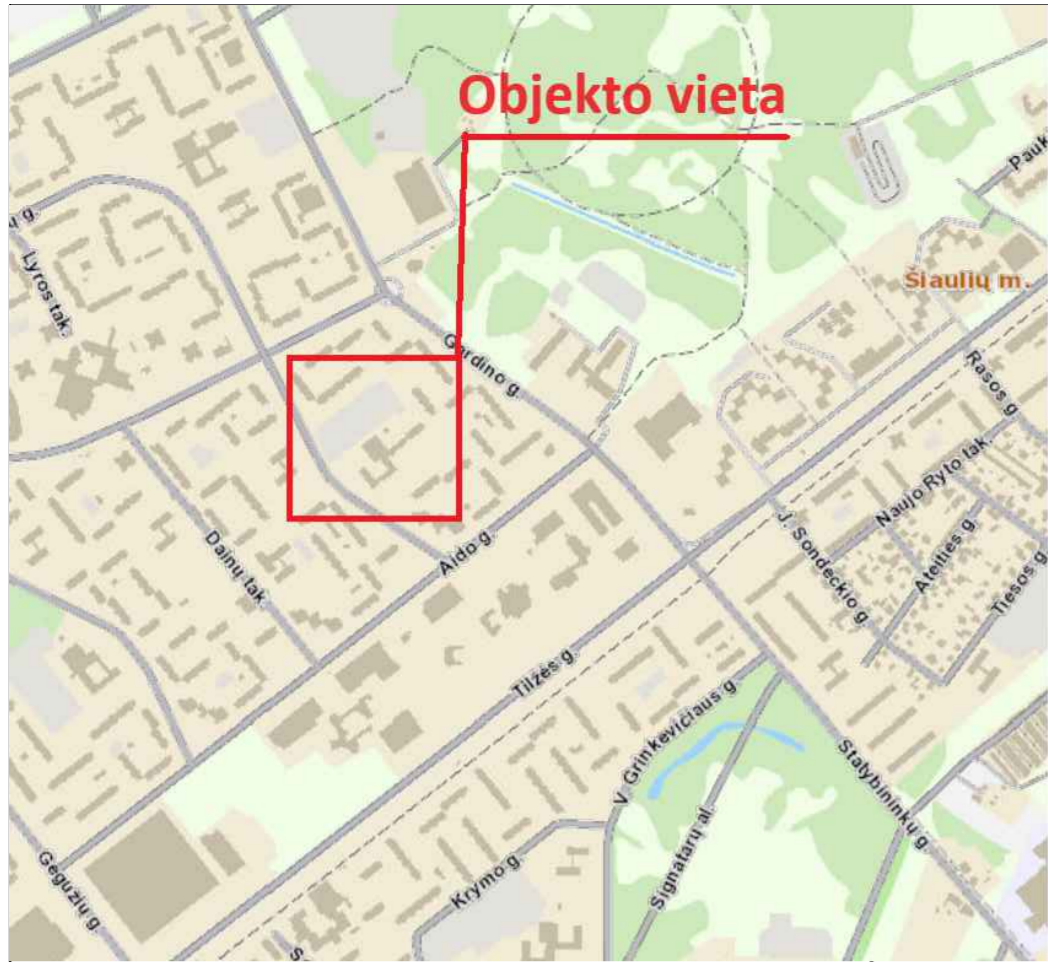 Objekto vieta
Pauk
Šiaulių m.
Lyros tak.
Gardino g.
Rasos g
Naujo Ryto tak.
J. Sondeckio g
Ateities g
Tiesos g
Dainų tak.
Aido g.
Tilžės g.
V. Grinkevičiaus g
Statybininkų g
Signatarų al.
Krymo g
Gegužių g.